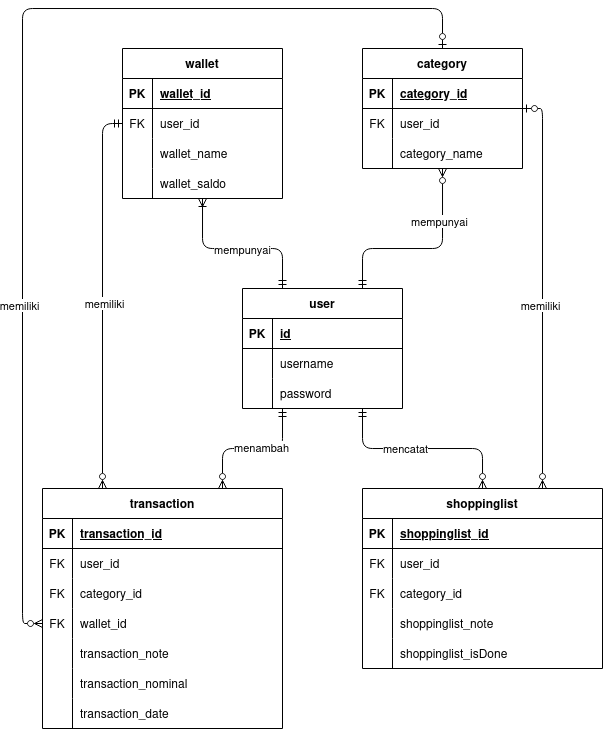 wallet
PK wallet_id
FK user_id
wallet_name
wallet_saldo
category
PK category_id
FK user_id
category_name
mempunyai
mempunyai
memiliki
memiliki
memiliki
user
PK id
username
password
menambah
mencatat
transaction
PK transaction_id
FK user_id
FK category_id
FK wallet_id
transaction_note
transaction_nominal
transaction_date
shoppinglist
PK shoppinglist_id
FK user_id
FK category_id
shoppinglist_note
shoppinglist_isDone